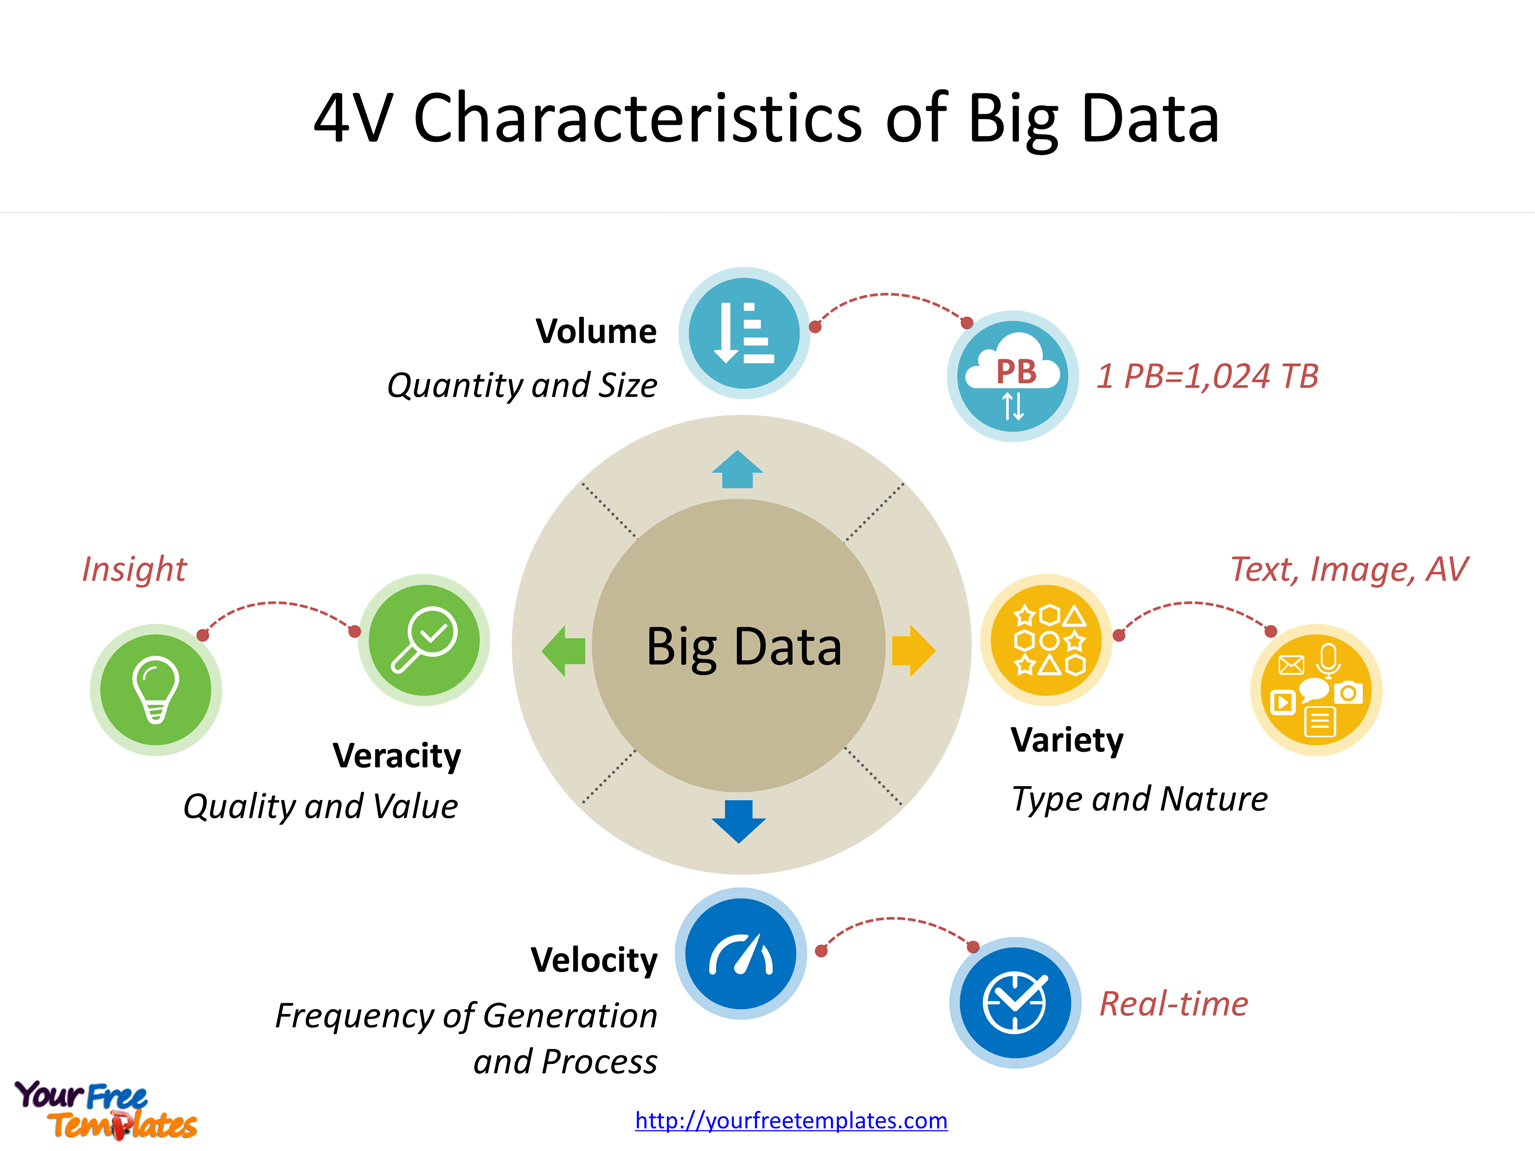 4V Characteristics of Big Data
Volume
Quantity and Size
PB
1 PB=1,024 TB
Insight
Text, Image, AV
Big Data
Veracity
Quality and Value
Variety
Type and Nature
Velocity
Frequency of Generation
and Process
Real-time
Your Free
Templates
http://yourfreetemplates.com